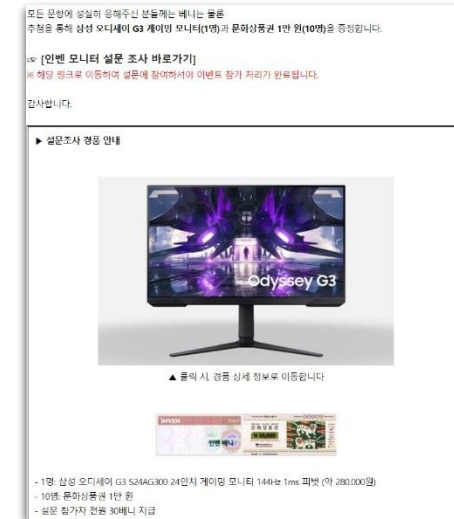 모든 문항에 성실히 응해주신 분들께는 베니는 물론
추첨을 통해 삼성 오디세이 G3 게이밍 모니터(1명)과 문화상품권 1만 원(10명)을 증정합니다.
☞ [인벤 모니터 설문 조사 바로가기]
※ 해당 링크로 이동하여 설문에 참여하셔야 이벤트 참가 처리가 완료됩니다.
감사합니다.
▶ 설문조사 경품 안내
Odyssey G3
▲ 클릭 시, 경품 상세 정보로 이동합니다
INVEN
인벤 베니
문화상품권
- 1명: 삼성 오디세이 G3 S24AG300 24인치 게이밍 모니터 144Hz 1ms 피벗 (약 280.000원)
- 10명: 문화상품권 1만 원
- 설문 참가자 전원 30베니 지급